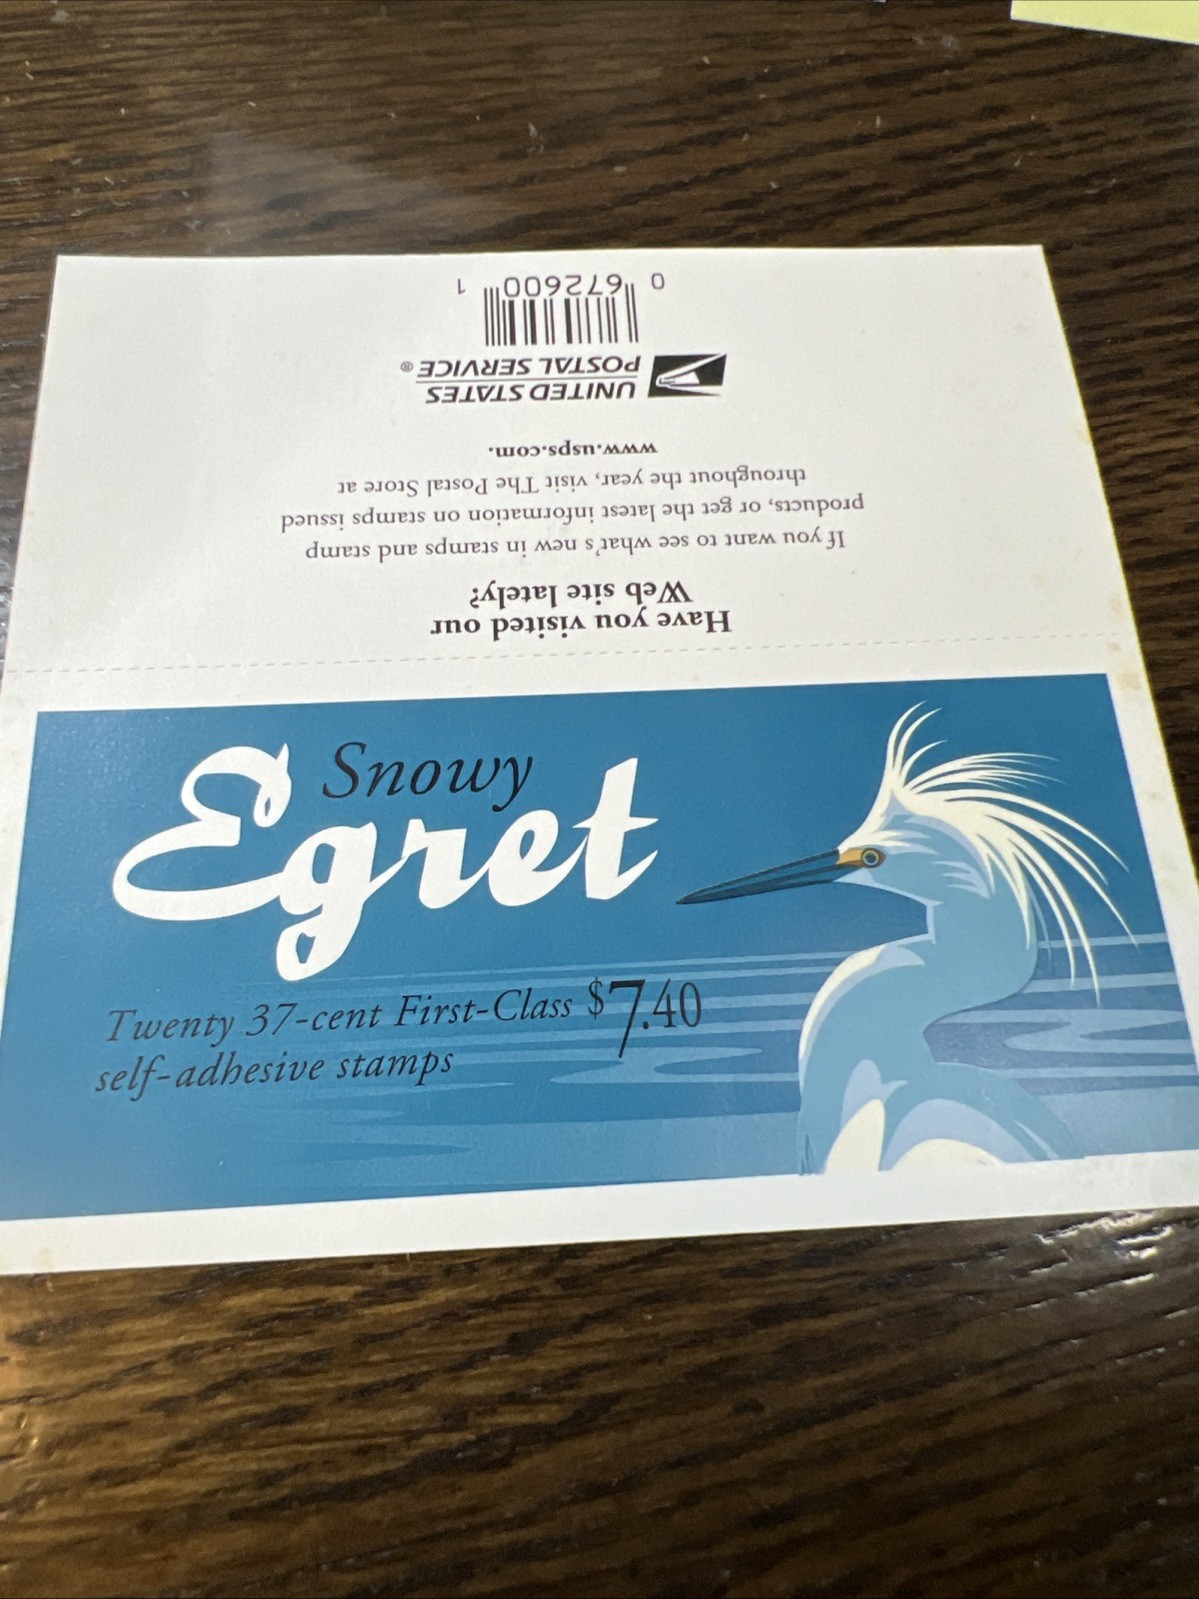 Have you visited our
Web site lately?
If you want to see what's new in stamps and stamp
products, or get the latest information on stamps issued
throughout the year, visit The Postal Store at
www.usps.com.
UNITED STATES
POSTAL SERVICE®
0 672600 1
Snowy
Egret
Twenty 37-cent First-Class $7.40
self-adhesive stamps